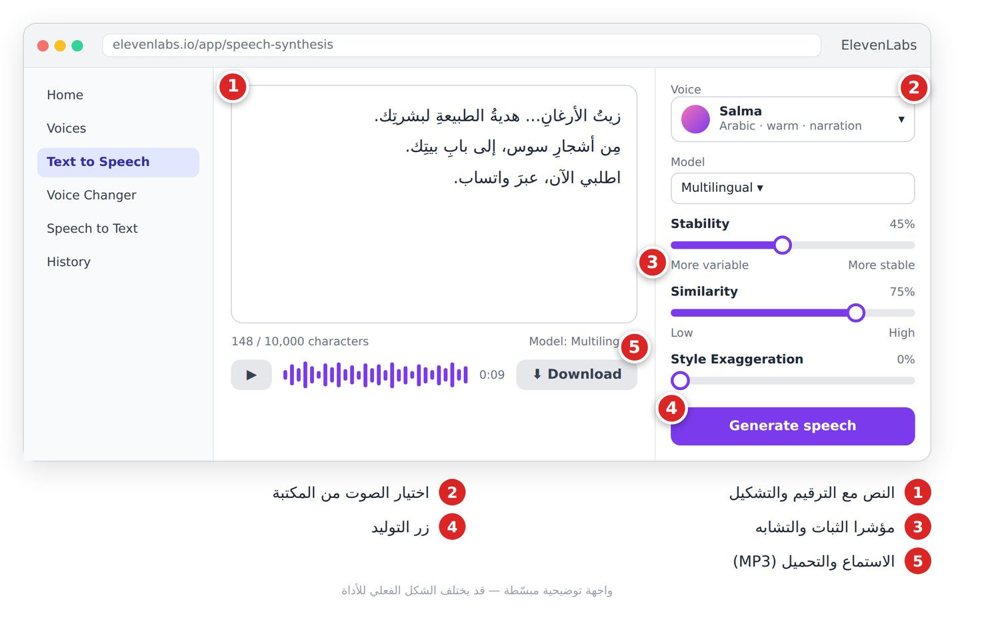 elevenlabs.io/app/speech-synthesis
ElevenLabs
Home
Voices
Text to Speech
Voice Changer
Speech to Text
History
1
زيتُ الأرغانِ... هديةُ الطبيعةِ لبشرتِك.
مِن أشجارِ سوس، إلى بابِ بيتِك.
اطلبي الآن، عبرَ واتساب.
148 / 10,000 characters
Model: Multiling
5
▶
0:09
⬇ Download
Voice
2
Salma
Arabic · warm · narration
▼
Model
Multilingual ▾
Stability 45%
3
More variable More stable
Similarity 75%
Low High
Style Exaggeration 0%
4
Generate speech
1 النص مع الترقيم والتشكيل
2 اختيار الصوت من المكتبة
3 مؤشرا الثبات والتشابه
4 زر التوليد
5 الاستماع والتحميل (MP3)
واجهة توضيحية مبسّطة — قد يختلف الشكل الفعلي للأداة